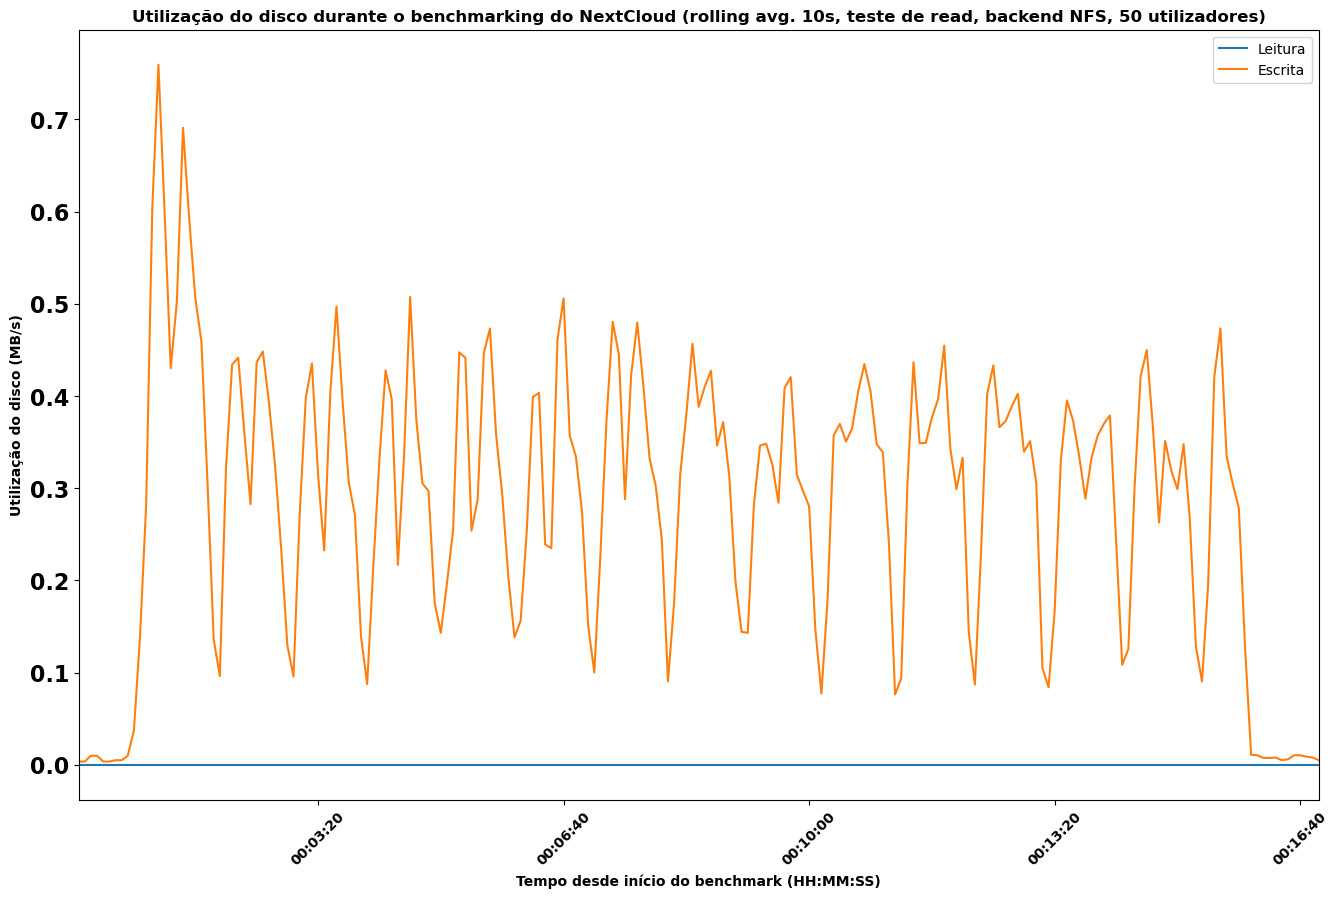 Utilização do disco durante o benchmarking do NextCloud (rolling avg. 10s, teste de read, backend NFS, 50 utilizadores)
Leitura
Escrita
Utilização do disco (MB/s)
0.7
0.6
0.5
0.4
0.3
0.2
0.1
0.0
00:03:20
00:06:40
00:10:00
00:13:20
00:16:40
Tempo desde início do benchmark (HH:MM:SS)